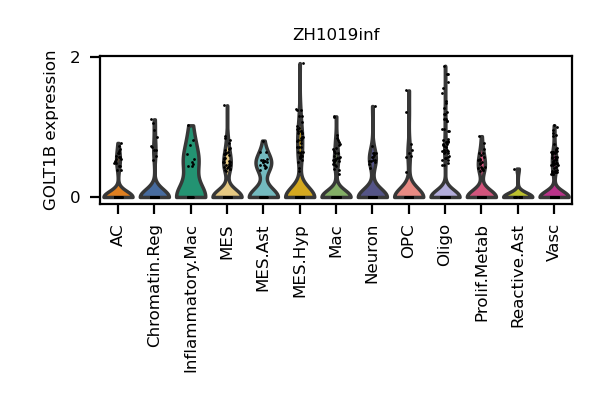 ZH1019inf
GOLT1B expression
2
0
AC
Chromatin.Reg
Inflammatory.Mac
MES
MES.Ast
MES.Hyp
Mac
Neuron
OPC
Oligo
Prolif.Metab
Reactive.Ast
Vasc